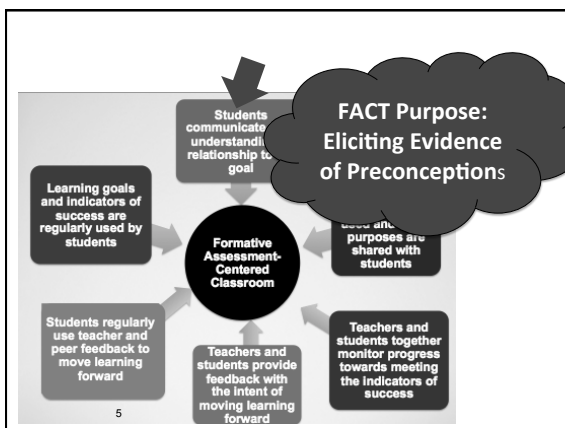 FACT Purpose:
Eliciting Evidence
of Preconceptions
Students
communicate
understandin
relationship to
goal
Learning goals
and indicators of
success are
regularly used by
students
Formative
Assessment-
Centered
Classroom
used and
purposes are
shared with
students
Students regularly
use teacher and
peer feedback to
move learning
forward
Teachers and
students provide
feedback with
the intent of
moving learning
forward
Teachers and
students together
monitor progress
towards meeting
the indicators of
success
5